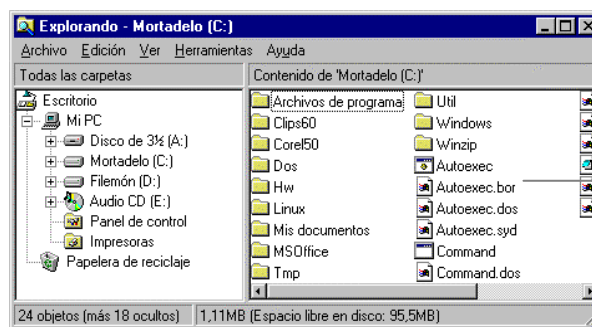 Explorando - Mortadelo (C:)
Archivo Edición Ver Herramientas Ayuda
Todas las carpetas
Contenido de 'Mortadelo (C:)'
Escritorio
Mi PC
Disco de 3½ (A:)
Mortadelo (C:)
Filemón (D:)
Audio CD (E:)
Panel de control
Impresoras
Papelera de reciclaje
Archivos de programa
Clips60
Corel50
Dos
Hw
Linux
Mis documentos
MSOffice
Tmp
Util
Windows
Winzip
Autoexec
Autoexec.bor
Autoexec.dos
Autoexec.syd
Command
Command.dos
24 objetos (más 18 ocultos) 1,11MB (Espacio libre en disco: 95,5MB)